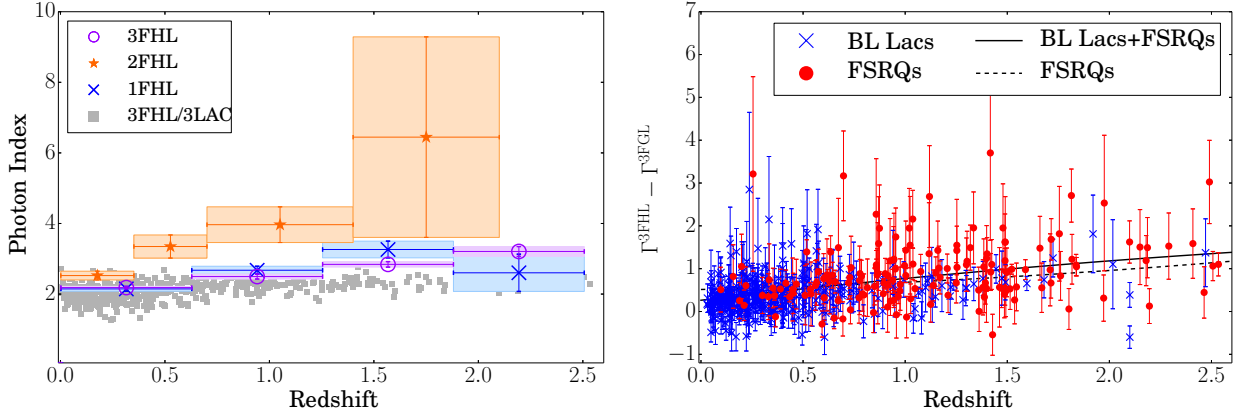 10
8
6
4
2
0.0
0.5
1.0
1.5
2.0
2.5
Photon Index
Redshift
3FHL
2FHL
1FHL
3FHL/3LAC
7
6
5
4
3
2
1
0
−1
0.0
0.5
1.0
1.5
2.0
2.5
Γ³ᶠᴴᴸ − Γ³ᶠᴳᴸ
Redshift
BL Lacs
FSRQs
BL Lacs+FSRQs
FSRQs